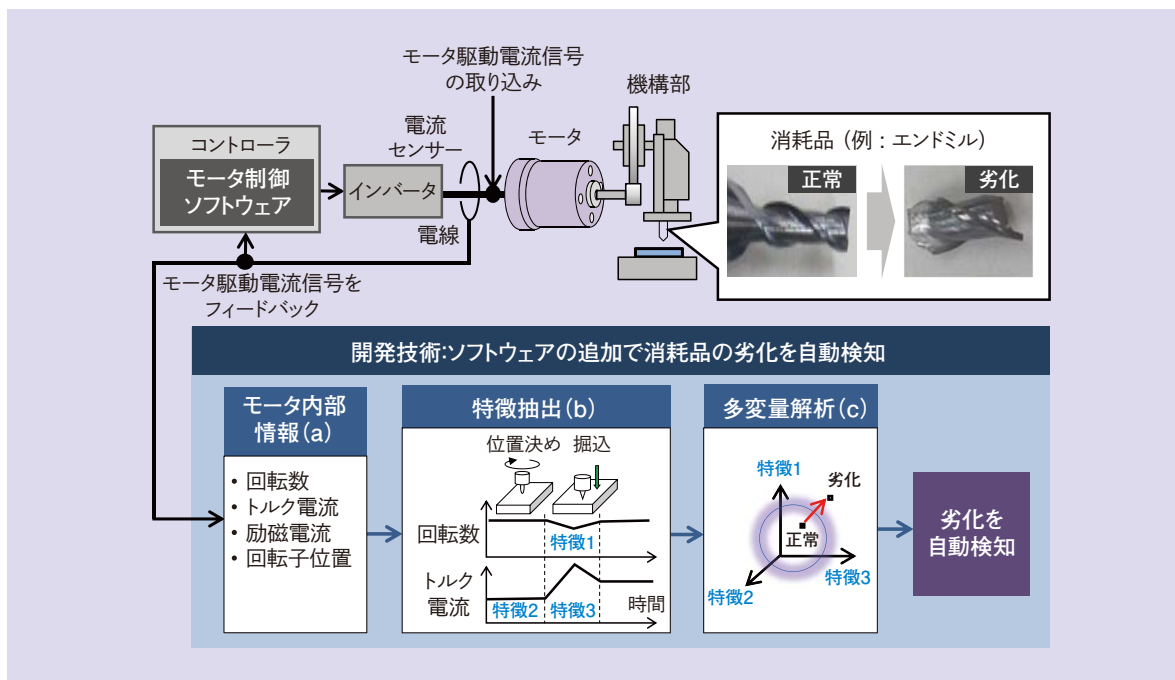 モータ駆動電流信号
の取り込み
機構部
電流
センサー
モータ
コントローラ
モータ制御
ソフトウェア
インバータ
電線
消耗品（例：エンドミル）
正常
劣化
モータ駆動電流信号を
フィードバック
開発技術：ソフトウェアの追加で消耗品の劣化を自動検知
モータ内部
情報（a）
・回転数
・トルク電流
・励磁電流
・回転子位置
特徴抽出（b）
位置決め 掘込
回転数
特徴1
トルク
電流
特徴2 特徴3
時間
多変量解析（c）
特徴1
劣化
正常
特徴3
特徴2
劣化を
自動検知